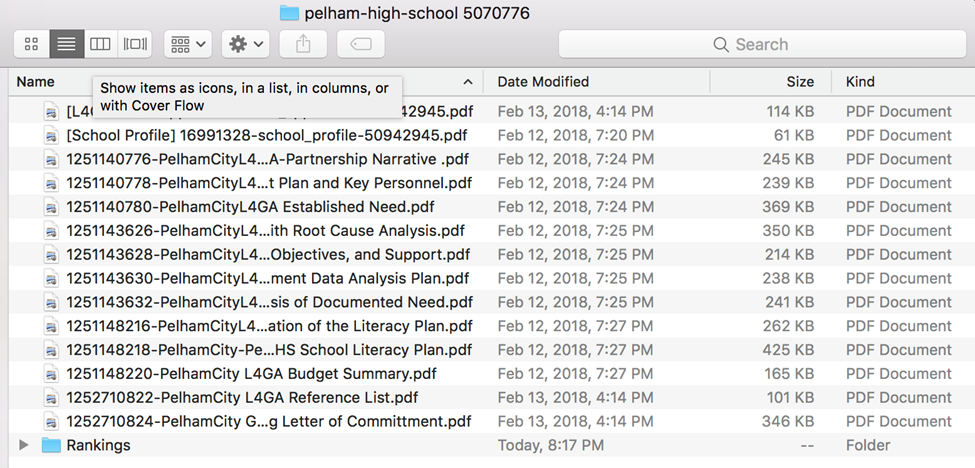 pelham-high-school 5070776
Search
Name Date Modified Size Kind
Show items as icons, in a list, in columns, or
with Cover Flow
[L4G 42945.pdf Feb 13, 2018, 4:14 PM 114 KB PDF Document
[School Profile] 16991328-school_profile-50942945.pdf Feb 12, 2018, 7:20 PM 61 KB PDF Document
1251140776-PelhamCityL4...A-Partnership Narrative .pdf Feb 12, 2018, 7:24 PM 245 KB PDF Document
1251140778-PelhamCityL4...t Plan and Key Personnel.pdf Feb 12, 2018, 7:24 PM 239 KB PDF Document
1251140780-PelhamCityL4GA Established Need.pdf Feb 12, 2018, 7:24 PM 369 KB PDF Document
1251143626-PelhamCityL4...ith Root Cause Analysis.pdf Feb 12, 2018, 7:25 PM 350 KB PDF Document
1251143628-PelhamCityL4...Objectives, and Support.pdf Feb 12, 2018, 7:25 PM 214 KB PDF Document
1251143630-PelhamCityL4...ment Data Analysis Plan.pdf Feb 12, 2018, 7:25 PM 238 KB PDF Document
1251143632-PelhamCityL4...sis of Documented Need.pdf Feb 12, 2018, 7:25 PM 241 KB PDF Document
1251148216-PelhamCityL4...ation of the Literacy Plan.pdf Feb 12, 2018, 7:27 PM 262 KB PDF Document
1251148218-PelhamCity-Pe...HS School Literacy Plan.pdf Feb 12, 2018, 7:27 PM 425 KB PDF Document
1251148220-PelhamCity L4GA Budget Summary.pdf Feb 12, 2018, 7:27 PM 165 KB PDF Document
1252710822-PelhamCity L4GA Reference List.pdf Feb 13, 2018, 4:14 PM 101 KB PDF Document
1252710824-PelhamCity G...g Letter of Committment.pdf Feb 13, 2018, 4:14 PM 346 KB PDF Document
Rankings Today, 8:17 PM -- Folder